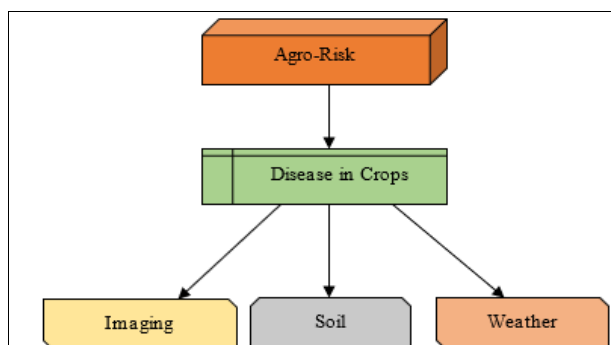 Agro-Risk
Disease in Crops
Imaging
Soil
Weather